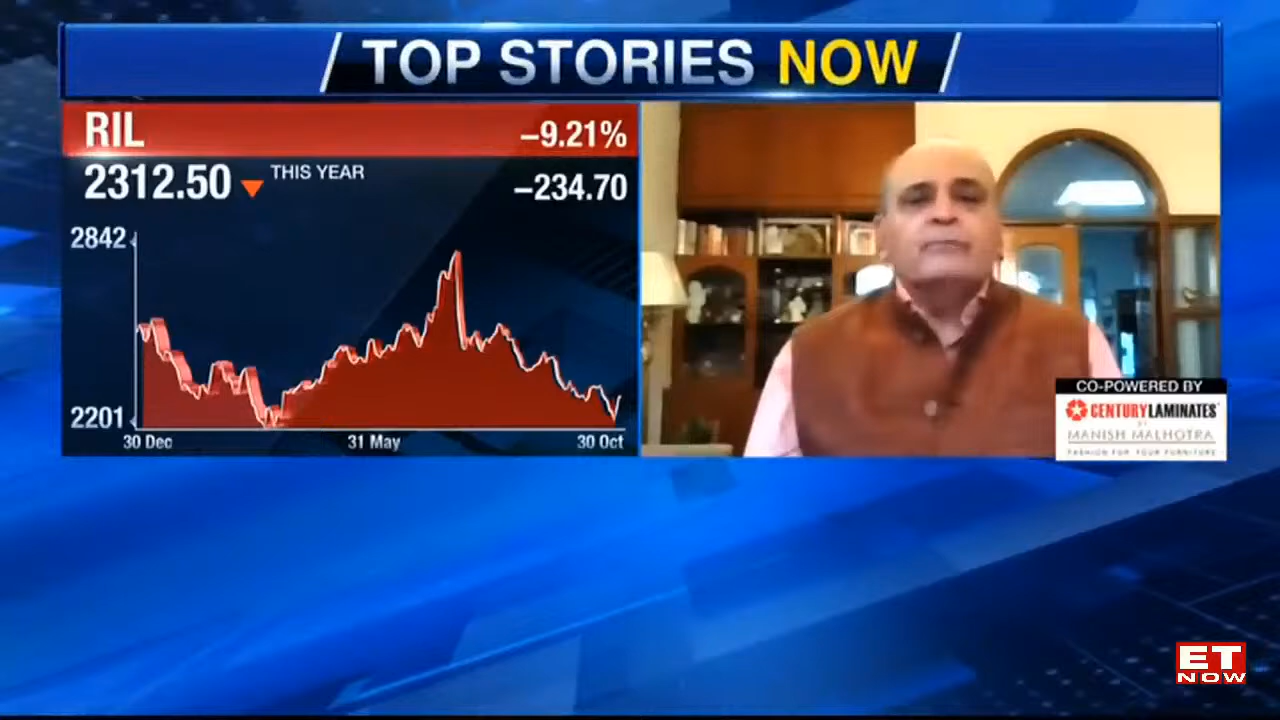 TOP STORIES NOW
RIL
–9.21%
2312.50
THIS YEAR
–234.70
2842
2201
30 Dec
31 May
30 Oct
CO-POWERED BY
CENTURYLAMINATES
BY
MANISH MALHOTRA
FASHION FOR YOUR FURNITURE
ET
NOW